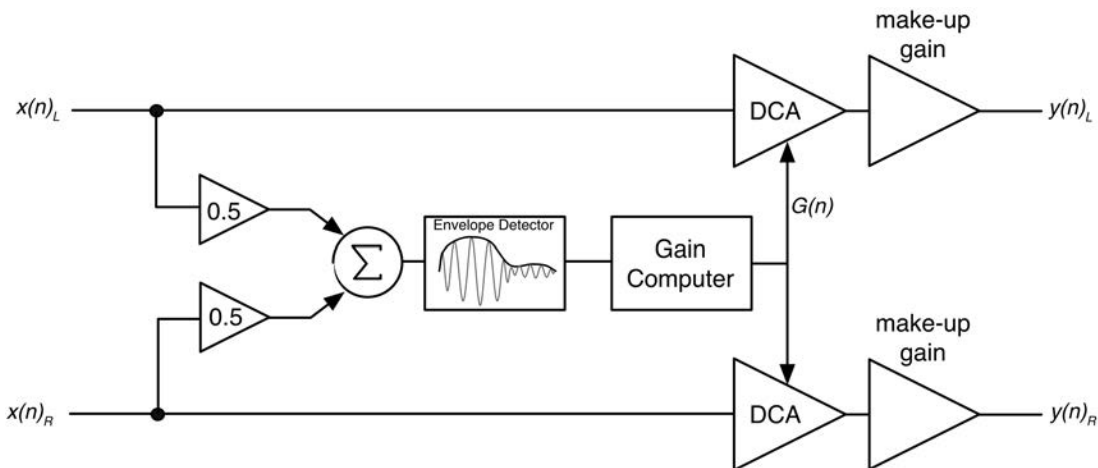 make-up
gain
x(n)L
DCA
y(n)L
0.5
G(n)
Envelope Detector
Σ
Gain
Computer
0.5
make-up
gain
x(n)R
DCA
y(n)R